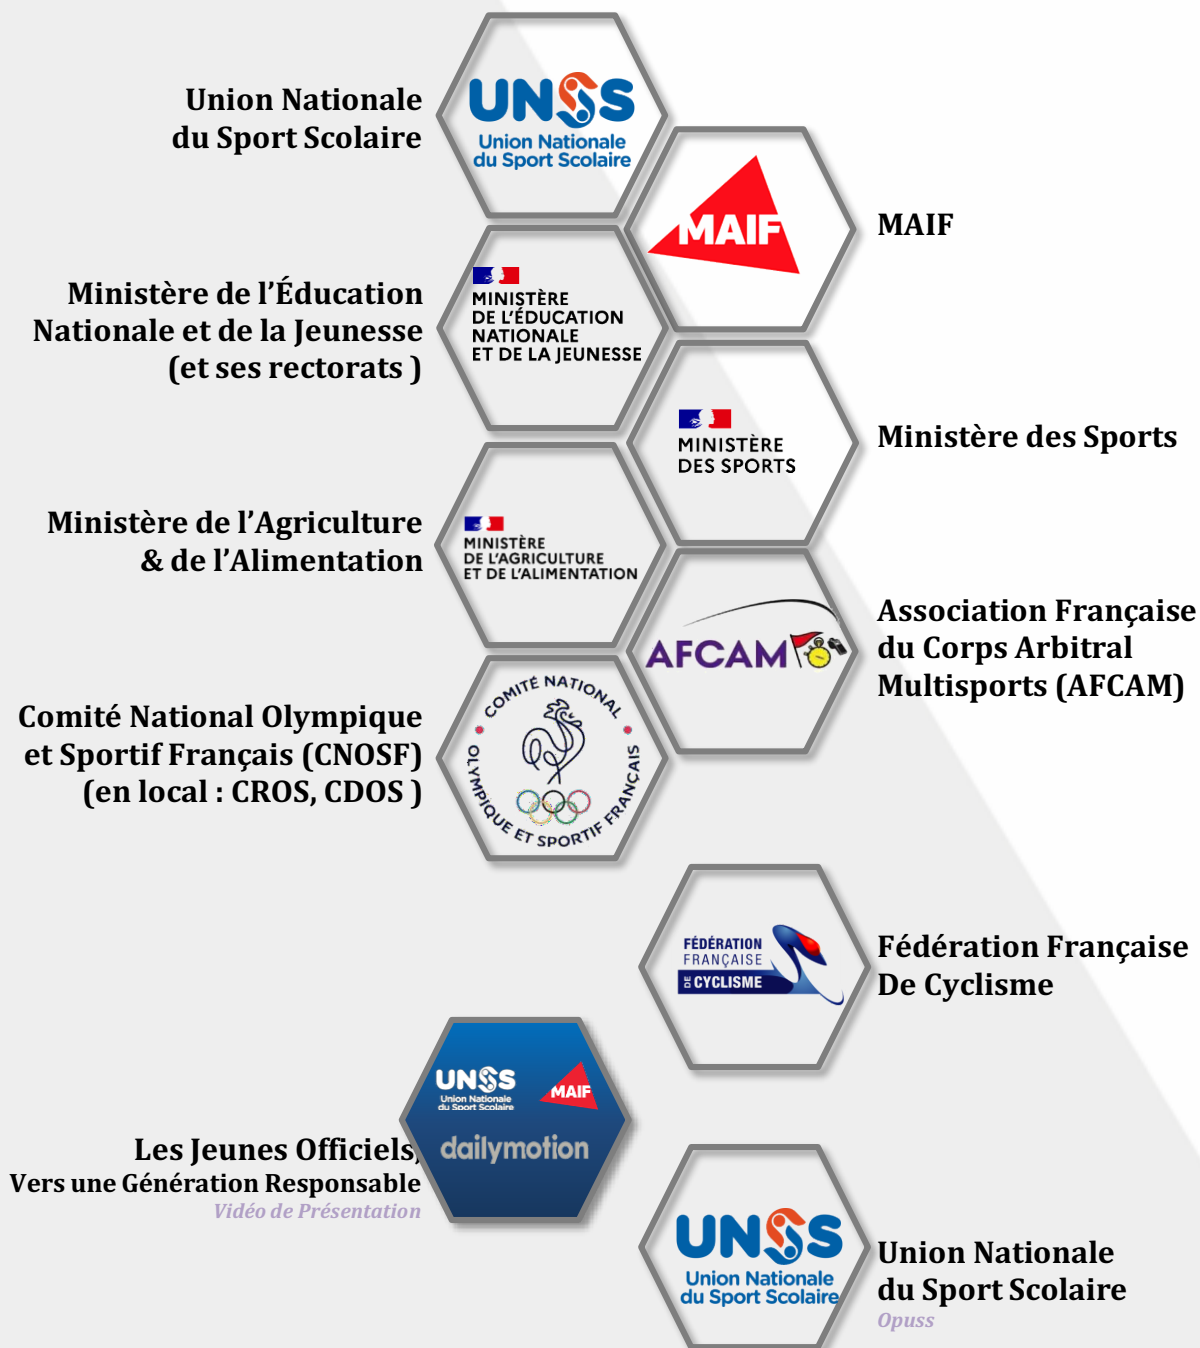 Union Nationale
du Sport Scolaire
UNSS
Union Nationale
du Sport Scolaire
MAIF
MAIF
Ministère de l’Éducation
Nationale et de la Jeunesse
(et ses rectorats )
MINISTÈRE
DE L'ÉDUCATION
NATIONALE
ET DE LA JEUNESSE
MINISTÈRE
DES SPORTS
Ministère des Sports
Ministère de l’Agriculture
& de l’Alimentation
MINISTÈRE
DE L'AGRICULTURE
ET DE L'ALIMENTATION
AFCAM
Association Française
du Corps Arbitral
Multisports (AFCAM)
Comité National Olympique
et Sportif Français (CNOSF)
(en local : CROS, CDOS )
COMITÉ NATIONAL
OLYMPIQUE ET SPORTIF FRANÇAIS
FÉDÉRATION
FRANÇAISE
DE CYCLISME
Fédération Française
De Cyclisme
UNSS
Union Nationale
du Sport Scolaire
MAIF
dailymotion
Les Jeunes Officiels,
Vers une Génération Responsable
Vidéo de Présentation
UNSS
Union Nationale
du Sport Scolaire
Union Nationale
du Sport Scolaire
Opuss